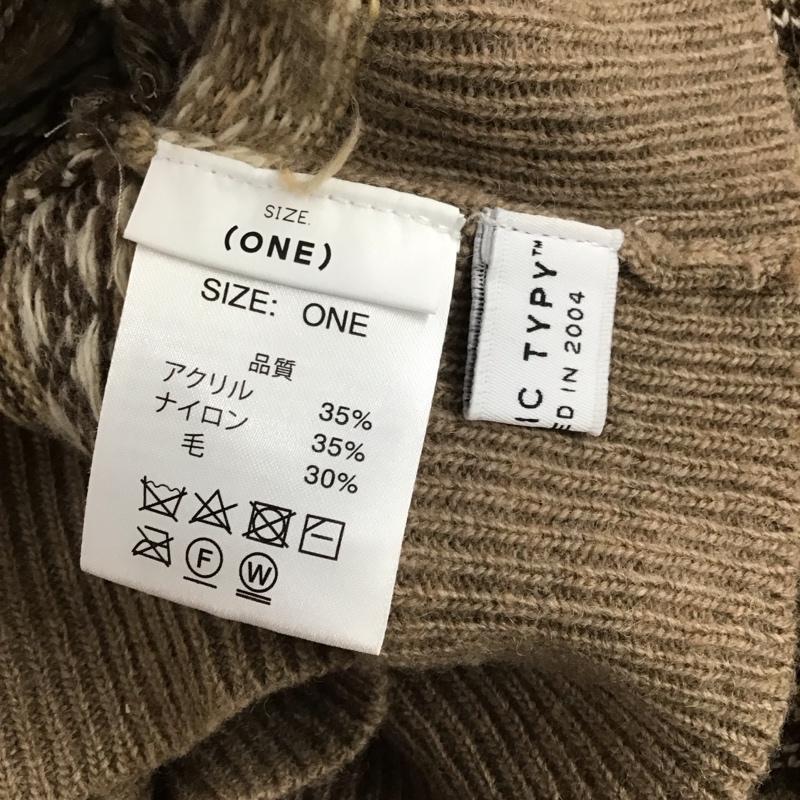 SIZE.
(ONE)
SIZE: ONE
品質
アクリル 35%
ナイロン 35%
毛 30%
F
W
IC TYPY™
ED IN 2004